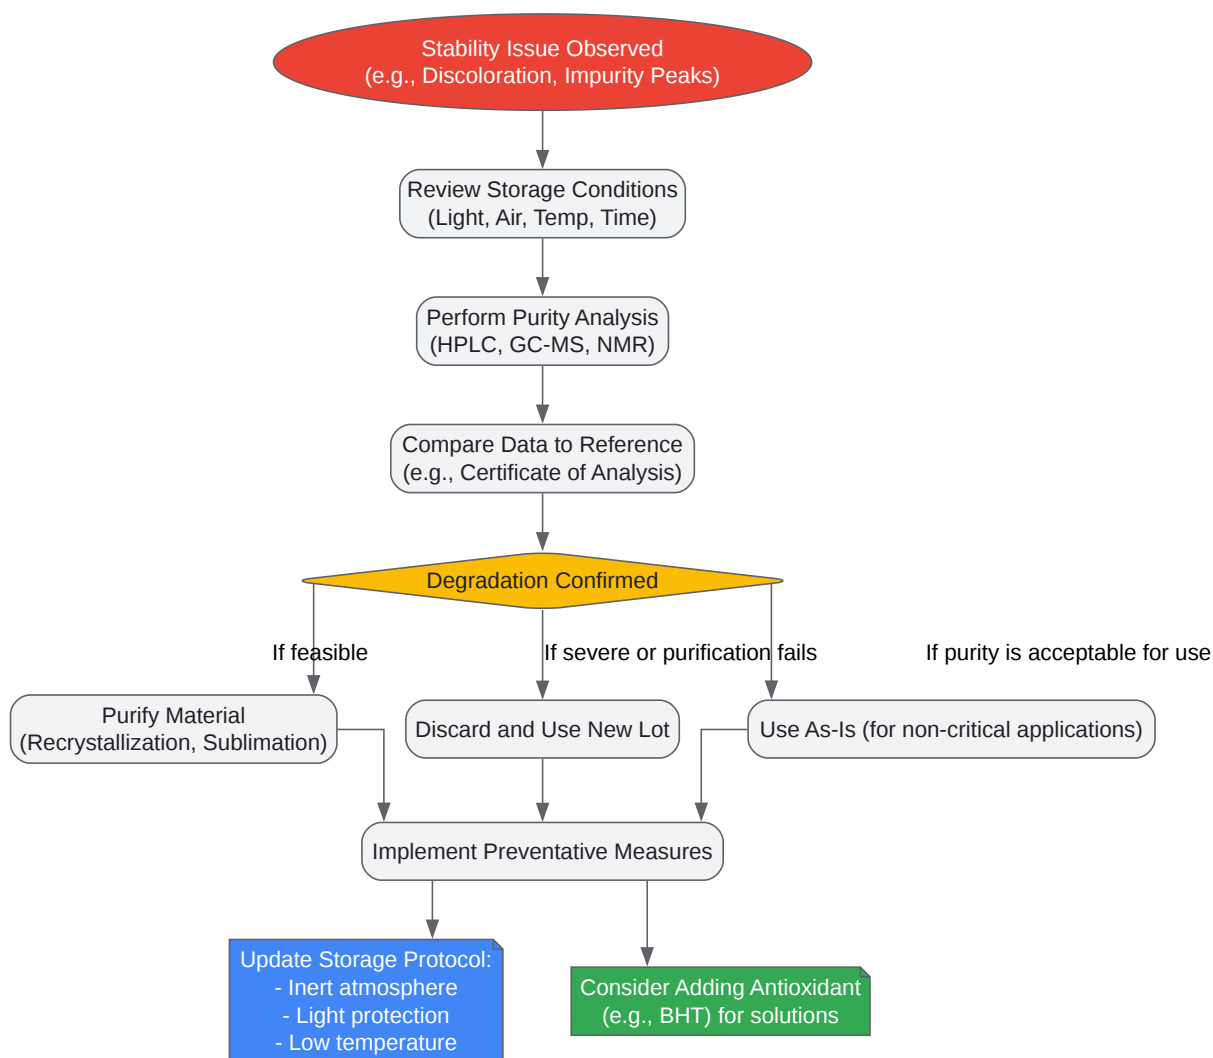 Stability Issue Observed
(e.g., Discoloration, Impurity Peaks)
Review Storage Conditions
(Light, Air, Temp, Time)
Perform Purity Analysis
(HPLC, GC-MS, NMR)
Compare Data to Reference
(e.g., Certificate of Analysis)
Degradation Confirmed
If feasible
If severe or purification fails
If purity is acceptable for use
Purify Material
(Recrystallization, Sublimation)
Discard and Use New Lot
Use As-Is (for non-critical applications)
Implement Preventative Measures
Update Storage Protocol:
- Inert atmosphere
- Light protection
- Low temperature
Consider Adding Antioxidant
(e.g., BHT) for solutions